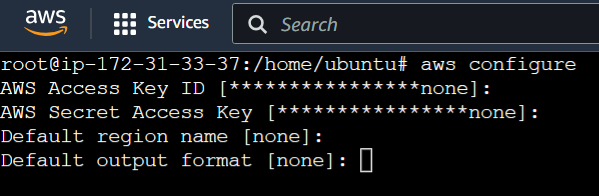 aws Services Search
root@ip-172-31-33-37:/home/ubuntu# aws configure
AWS Access Key ID [****************none]:
AWS Secret Access Key [****************none]:
Default region name [none]:
Default output format [none]: